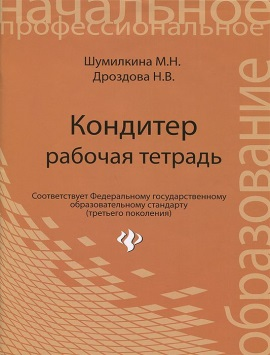 начальное
профессиональное
образование
Шумилкина М.Н.
Дроздова Н.В.
Кондитер
рабочая тетрадь
Соответствует Федеральному государственному
образовательному стандарту
(третьего поколения)